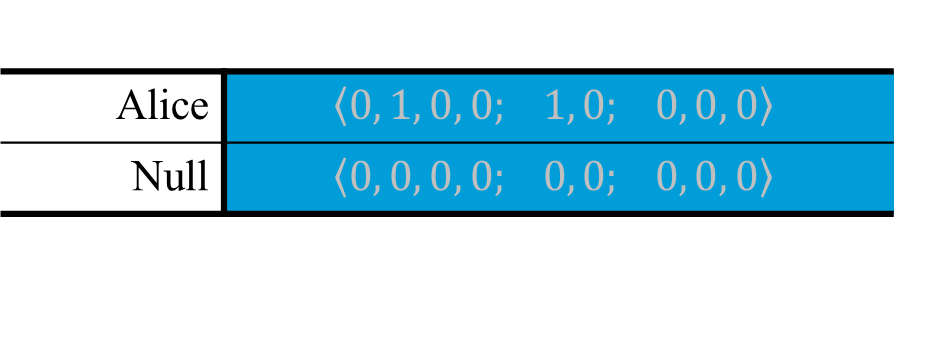 Alice ⟨0, 1, 0, 0; 1, 0; 0, 0, 0⟩
Null ⟨0, 0, 0, 0; 0, 0; 0, 0, 0⟩